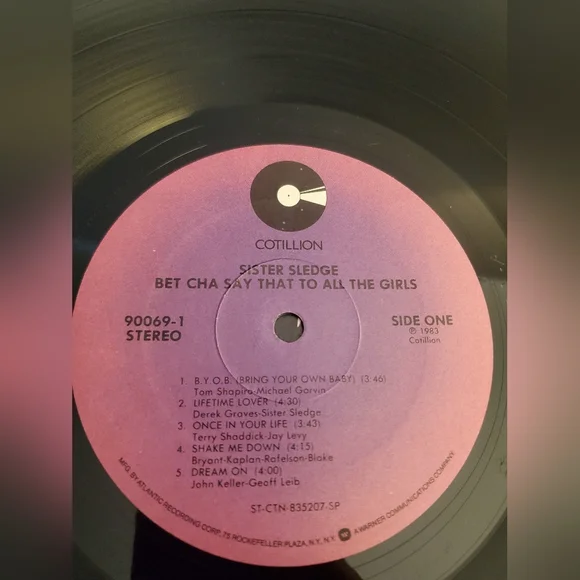 COTILLION
SISTER SLEDGE
BET CHA SAY THAT TO ALL THE GIRLS
90069-1
STEREO
SIDE ONE
℗ 1983
Cotillion
1 B.Y.O.B. (BRING YOUR OWN BABY) (3:46)
Tom Shapiro-Michael Garvin
2 LIFETIME LOVER (4:30)
Derek Graves-Sister Sledge
3 ONCE IN YOUR LIFE (3:43)
Terry Shaddick-Jay Levy
4 SHAKE ME DOWN (4:15)
Bryant-Kaplan-Rafelson-Blake
5 DREAM ON (4:00)
John Keller-Geoff Leib
ST-CTN-835207-SP
MFG. BY ATLANTIC RECORDING CORP., 75 ROCKEFELLER PLAZA, N.Y., N.Y. A WARNER COMMUNICATIONS COMPANY